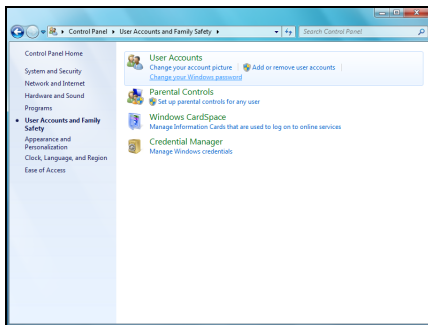 Control Panel ▸ User Accounts and Family Safety ▸
Search Control Panel
Control Panel Home
System and Security
Network and Internet
Hardware and Sound
Programs
User Accounts and Family
Safety
Appearance and
Personalization
Clock, Language, and Region
Ease of Access
User Accounts
Change your account picture | Add or remove user accounts |
Change your Windows password
Parental Controls
Set up parental controls for any user
Windows CardSpace
Manage Information Cards that are used to log on to online services
Credential Manager
Manage Windows credentials